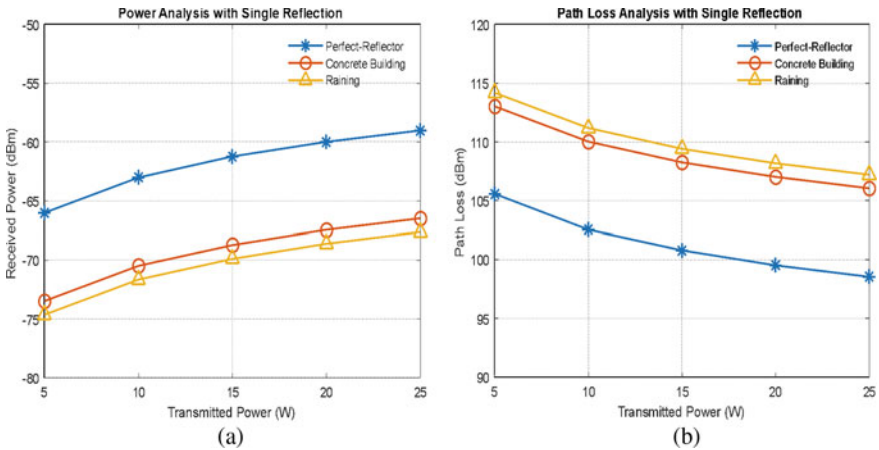 Power Analysis with Single Reflection
-50
-55
-60
-65
-70
-75
-80
Received Power (dBm)
Perfect-Reflector
Concrete Building
Raining
5 10 15 20 25
Transmitted Power (W)
(a)
Path Loss Analysis with Single Reflection
120
115
110
105
100
95
90
Path Loss (dBm)
Perfect-Reflector
Concrete Building
Raining
5 10 15 20 25
Transmitted Power (W)
(b)